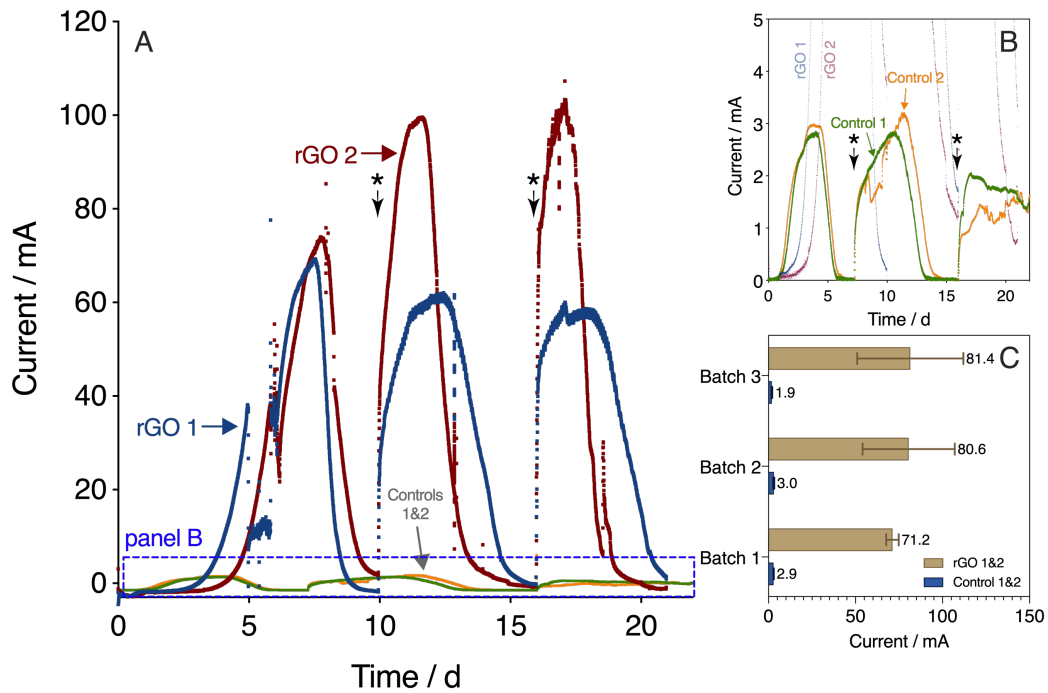 A
120
100
80
60
40
20
0
0
5
10
15
20
Current / mA
Time / d
rGO 2
rGO 1
*
*
Controls
1&2
panel B
B
5
4
3
2
1
0
0
5
10
15
20
Current / mA
Time / d
rGO 1
rGO 2
Control 2
Control 1
*
*
C
Batch 3
81.4
1.9
Batch 2
80.6
3.0
Batch 1
71.2
2.9
rGO 1&2
Control 1&2
0
50
100
150
Current / mA